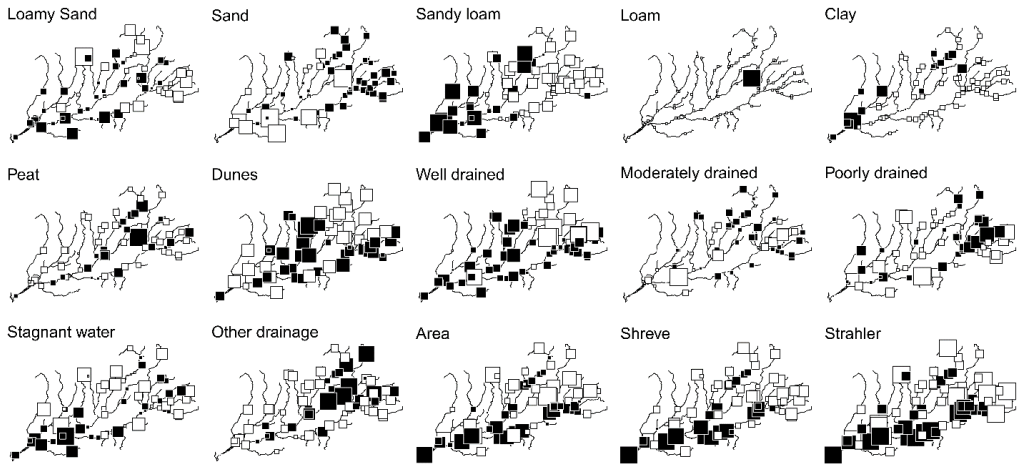 Loamy Sand Sand Sandy loam Loam Clay
Peat Dunes Well drained Moderately drained Poorly drained
Stagnant water Other drainage Area Shreve Strahler